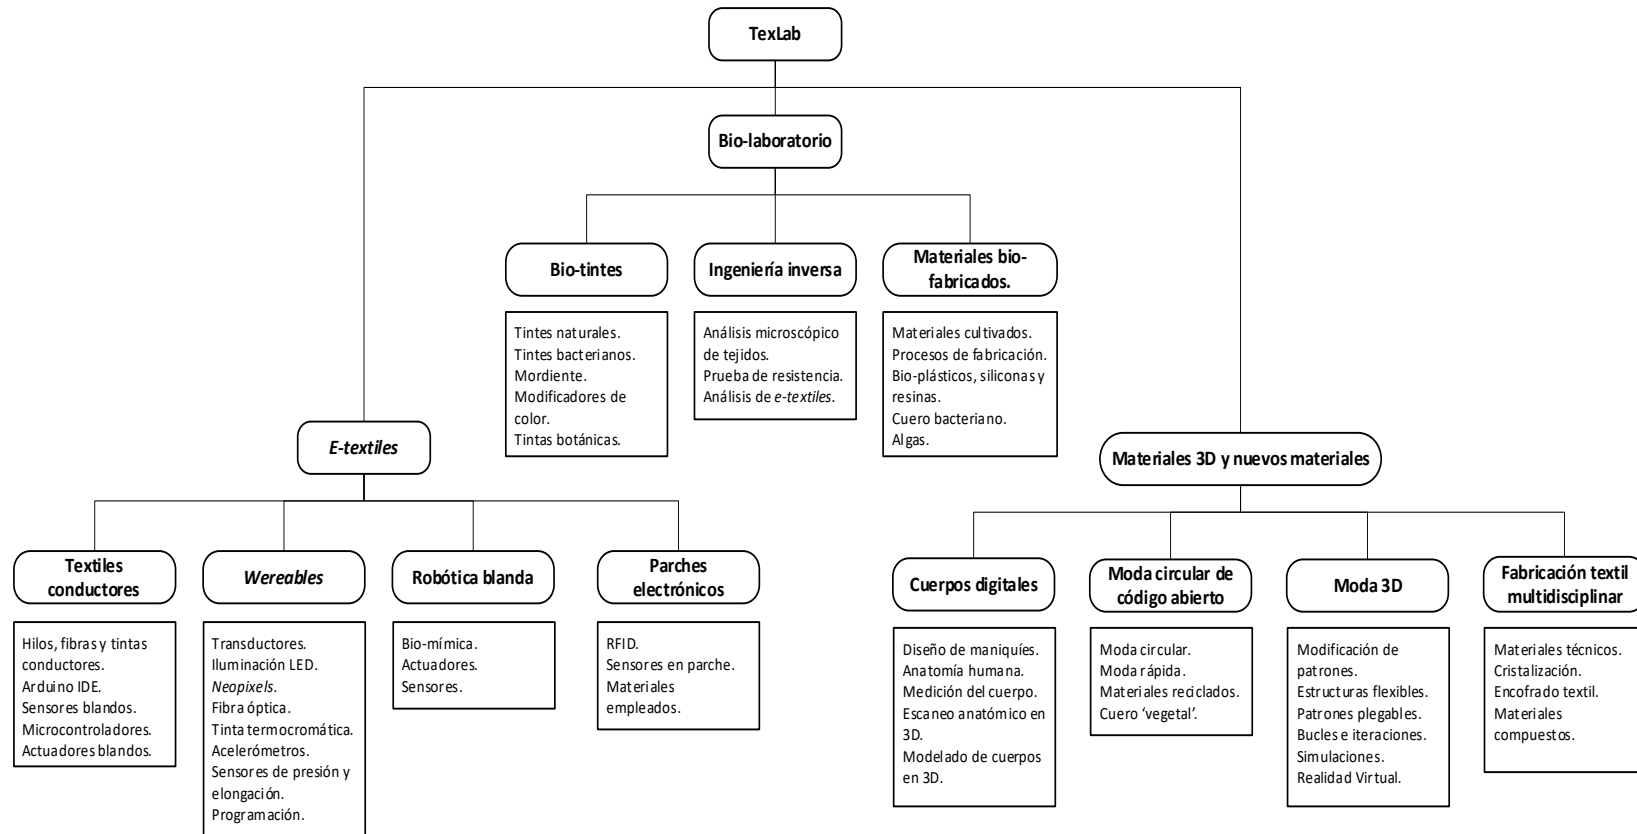 TexLab
Bio-laboratorio
Bio-tintes
Ingeniería inversa
Materiales bio-
fabricados.
Tintes naturales.
Tintes bacterianos.
Mordiente.
Modificadores de
color.
Tintas botánicas.
Análisis microscópico
de tejidos.
Prueba de resistencia.
Análisis de e-textiles.
Materiales cultivados.
Procesos de fabricación.
Bio-plásticos, siliconas y
resinas.
Cuero bacteriano.
Algas.
E-textiles
Materiales 3D y nuevos materiales
Textiles
conductores
Wereables
Robótica blanda
Parches
electrónicos
Hilos, fibras y tintas
conductores.
Arduino IDE.
Sensores blandos.
Microcontroladores.
Actuadores blandos.
Transductores.
Iluminación LED.
Neopixels.
Fibra óptica.
Tinta termocromática.
Acelerómetros.
Sensores de presión y
elongación.
Programación.
Bio-mímica.
Actuadores.
Sensores.
RFID.
Sensores en parche.
Materiales
empleados.
Cuerpos digitales
Moda circular de
código abierto
Moda 3D
Fabricación textil
multidisciplinar
Diseño de maniquíes.
Anatomía humana.
Medición del cuerpo.
Escaneo anatómico en
3D.
Modelado de cuerpos
en 3D.
Moda circular.
Moda rápida.
Materiales reciclados.
Cuero ‘vegetal’.
Modificación de
patrones.
Estructuras flexibles.
Patrones plegables.
Bucles e iteraciones.
Simulaciones.
Realidad Virtual.
Materiales técnicos.
Cristalización.
Encofrado textil.
Materiales
compuestos.